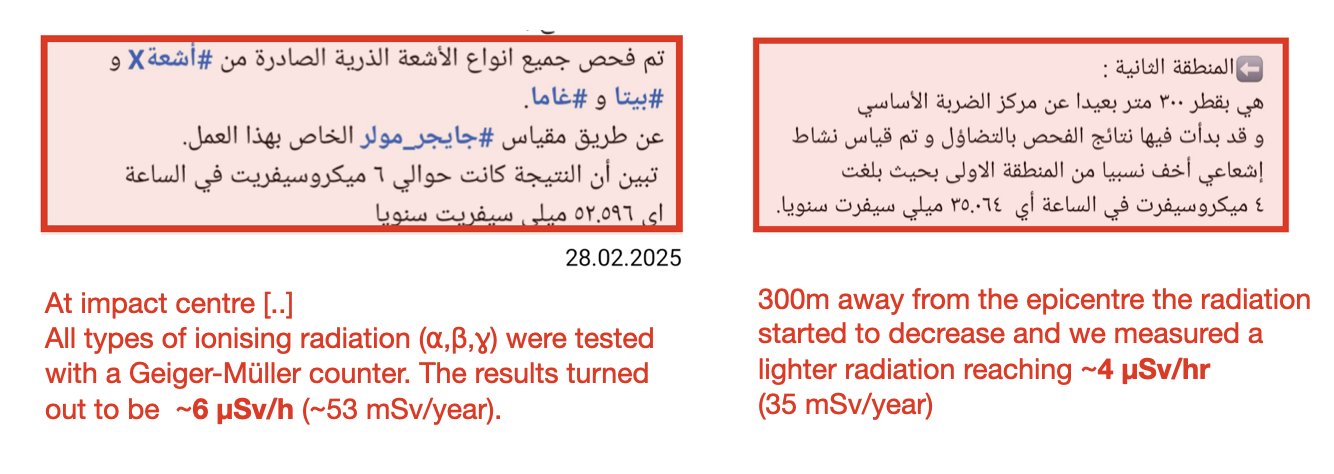 تم فحص جميع انواع الأشعة الذرية الصادرة من #أشعةX و
#بيتا و #غاما.
عن طريق مقياس #جايجر_مولر الخاص بهذا العمل.
تبين أن النتيجة كانت حوالي ٦ ميكروسيفريت في الساعة
اي ٥٢.٥٩٦ ميلي سيفريت سنويا
28.02.2025
At impact centre [..]
All types of ionising radiation (α,β,ɣ) were tested
with a Geiger-Müller counter. The results turned
out to be ~6 µSv/h (~53 mSv/year).
المنطقة الثانية :
هي بقطر ٣٠٠ متر بعيدا عن مركز الضربة الأساسي
و قد بدأت فيها نتائج الفحص بالتضاؤل و تم قياس نشاط
إشعاعي أخف نسبيا من المنطقة الاولى بحيث بلغت
٤ ميكروسيفرت في الساعة أي ٣٥.٠٦٤ ميلي سيفرت سنويا.
300m away from the epicentre the radiation
started to decrease and we measured a
lighter radiation reaching ~4 µSv/hr
(35 mSv/year)